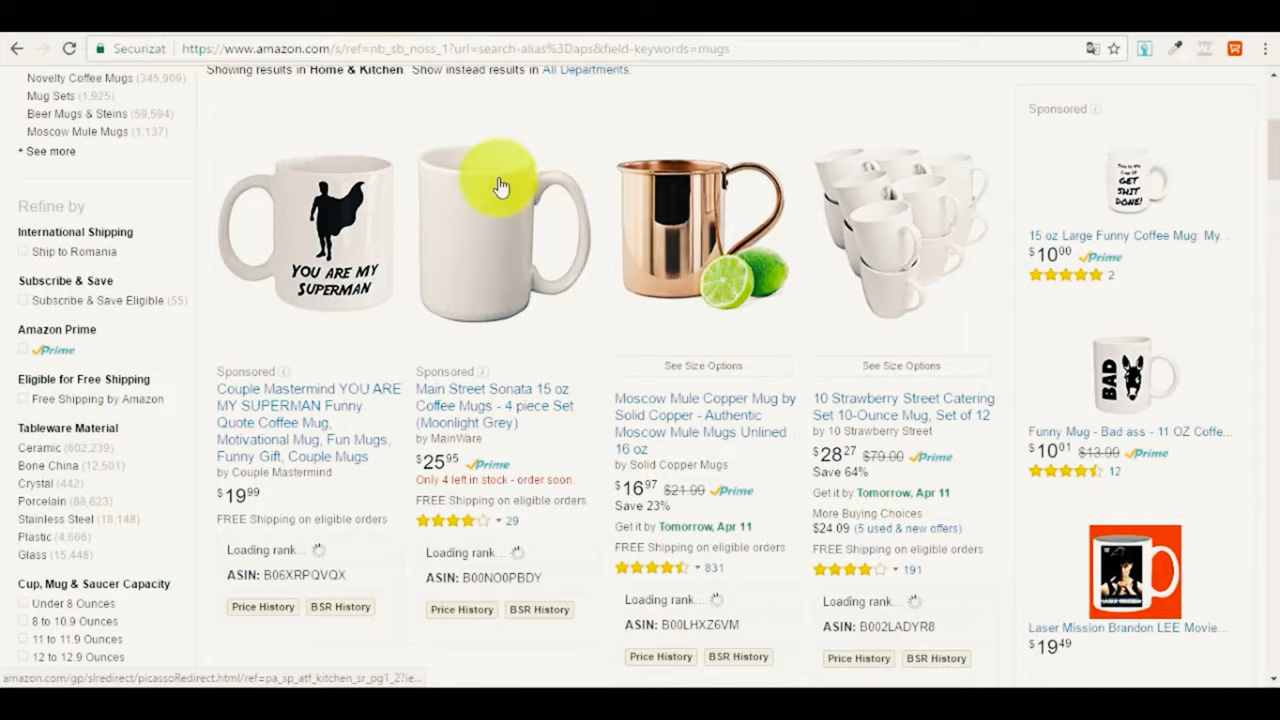 Securizat
https://www.amazon.com/s/ref=nb_sb_noss_1?url=search-alias%3Daps&field-keywords=mugs
Showing results in Home & Kitchen. Show instead results in All Departments.
Novelty Coffee Mugs (345,909)
Mug Sets (1,925)
Beer Mugs & Steins (59,594)
Moscow Mule Mugs (1,137)
+ See more
Refine by
International Shipping
Ship to Romania
Subscribe & Save
Subscribe & Save Eligible (55)
Amazon Prime
Prime
Eligible for Free Shipping
Free Shipping by Amazon
Tableware Material
Ceramic (602,239)
Bone China (12,501)
Crystal (442)
Porcelain (88,623)
Stainless Steel (18,148)
Plastic (4,666)
Glass (15,448)
Cup, Mug & Saucer Capacity
Under 8 Ounces
8 to 10.9 Ounces
11 to 11.9 Ounces
12 to 12.9 Ounces
YOU ARE MY
SUPERMAN
Sponsored
Couple Mastermind YOU ARE
MY SUPERMAN Funny
Quote Coffee Mug,
Motivational Mug, Fun Mugs,
Funny Gift, Couple Mugs
by Couple Mastermind
$1999
FREE Shipping on eligible orders
Loading rank...
ASIN: B06XRPQVQX
Price History
BSR History
Sponsored
Main Street Sonata 15 oz
Coffee Mugs - 4 piece Set
(Moonlight Grey)
by MainWare
$2595 Prime
Only 4 left in stock - order soon.
FREE Shipping on eligible orders
29
Loading rank...
ASIN: B00NO0PBDY
Price History
BSR History
See Size Options
Moscow Mule Copper Mug by
Solid Copper - Authentic
Moscow Mule Mugs Unlined
16 oz
by Solid Copper Mugs
$1697 $21.99 Prime
Save 23%
Get it by Tomorrow, Apr 11
FREE Shipping on eligible orders
831
Loading rank...
ASIN: B00LHXZ6VM
Price History
BSR History
See Size Options
10 Strawberry Street Catering
Set 10-Ounce Mug, Set of 12
by 10 Strawberry Street
$2827 $79.00 Prime
Save 64%
Get it by Tomorrow, Apr 11
More Buying Choices
$24.09 (5 used & new offers)
FREE Shipping on eligible orders
191
Loading rank...
ASIN: B002LADYR8
Price History
BSR History
Sponsored
GET
SHIT
DONE!
15 oz Large Funny Coffee Mug: My...
$1000 Prime
2
BAD
Funny Mug - Bad ass - 11 OZ Coffe...
$1001 $13.99 Prime
12
Laser Mission Brandon LEE Movie...
$1949
amazon.com/gp/slredirect/picassoRedirect.html/ref=pa_sp_atf_kitchen_sr_pg1_2?ie...